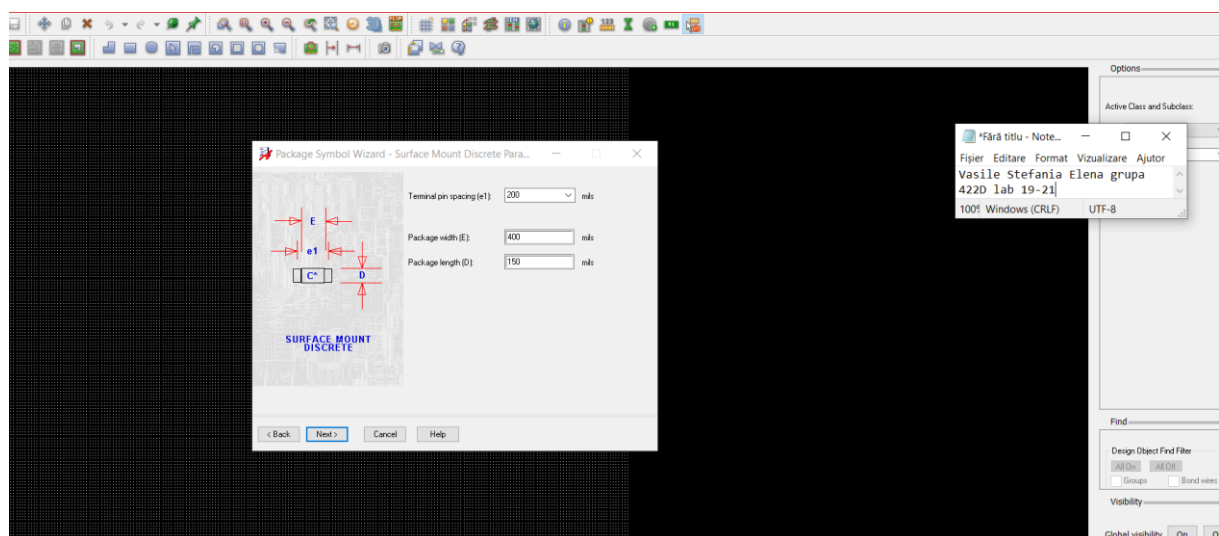 Options
Active Class and Subclass:
*Fără titlu - Note...
Fișier Editare Format Vizualizare Ajutor
Vasile Stefania Elena grupa
422D lab 19-21
Windows (CRLF) UTF-8
Package Symbol Wizard - Surface Mount Discrete Para...
Terminal pin spacing (e1): 200 mils
Package width (E): 400 mils
Package length (D): 150 mils
E
e1
C^ D
SURFACE MOUNT
DISCRETE
< Back Next > Cancel Help
Find
Design Object Find Filter
All On All Off
Groups Bond wires
Visibility
Global visibility On